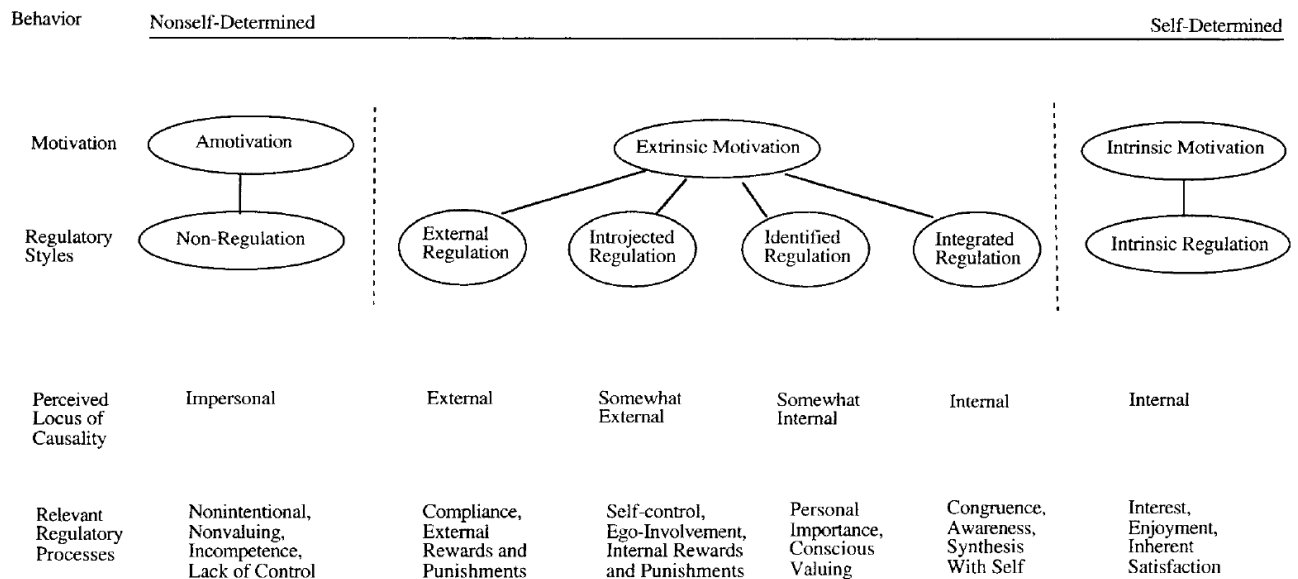 Behavior
Nonself-Determined
Self-Determined
Motivation
Amotivation
Extrinsic Motivation
Intrinsic Motivation
Regulatory
Styles
Non-Regulation
External
Regulation
Introjected
Regulation
Identified
Regulation
Integrated
Regulation
Intrinsic Regulation
Perceived
Locus of
Causality
Impersonal
External
Somewhat
External
Somewhat
Internal
Internal
Internal
Relevant
Regulatory
Processes
Nonintentional,
Nonvaluing,
Incompetence,
Lack of Control
Compliance,
External
Rewards and
Punishments
Self-control,
Ego-Involvement,
Internal Rewards
and Punishments
Personal
Importance,
Conscious
Valuing
Congruence,
Awareness,
Synthesis
With Self
Interest,
Enjoyment,
Inherent
Satisfaction